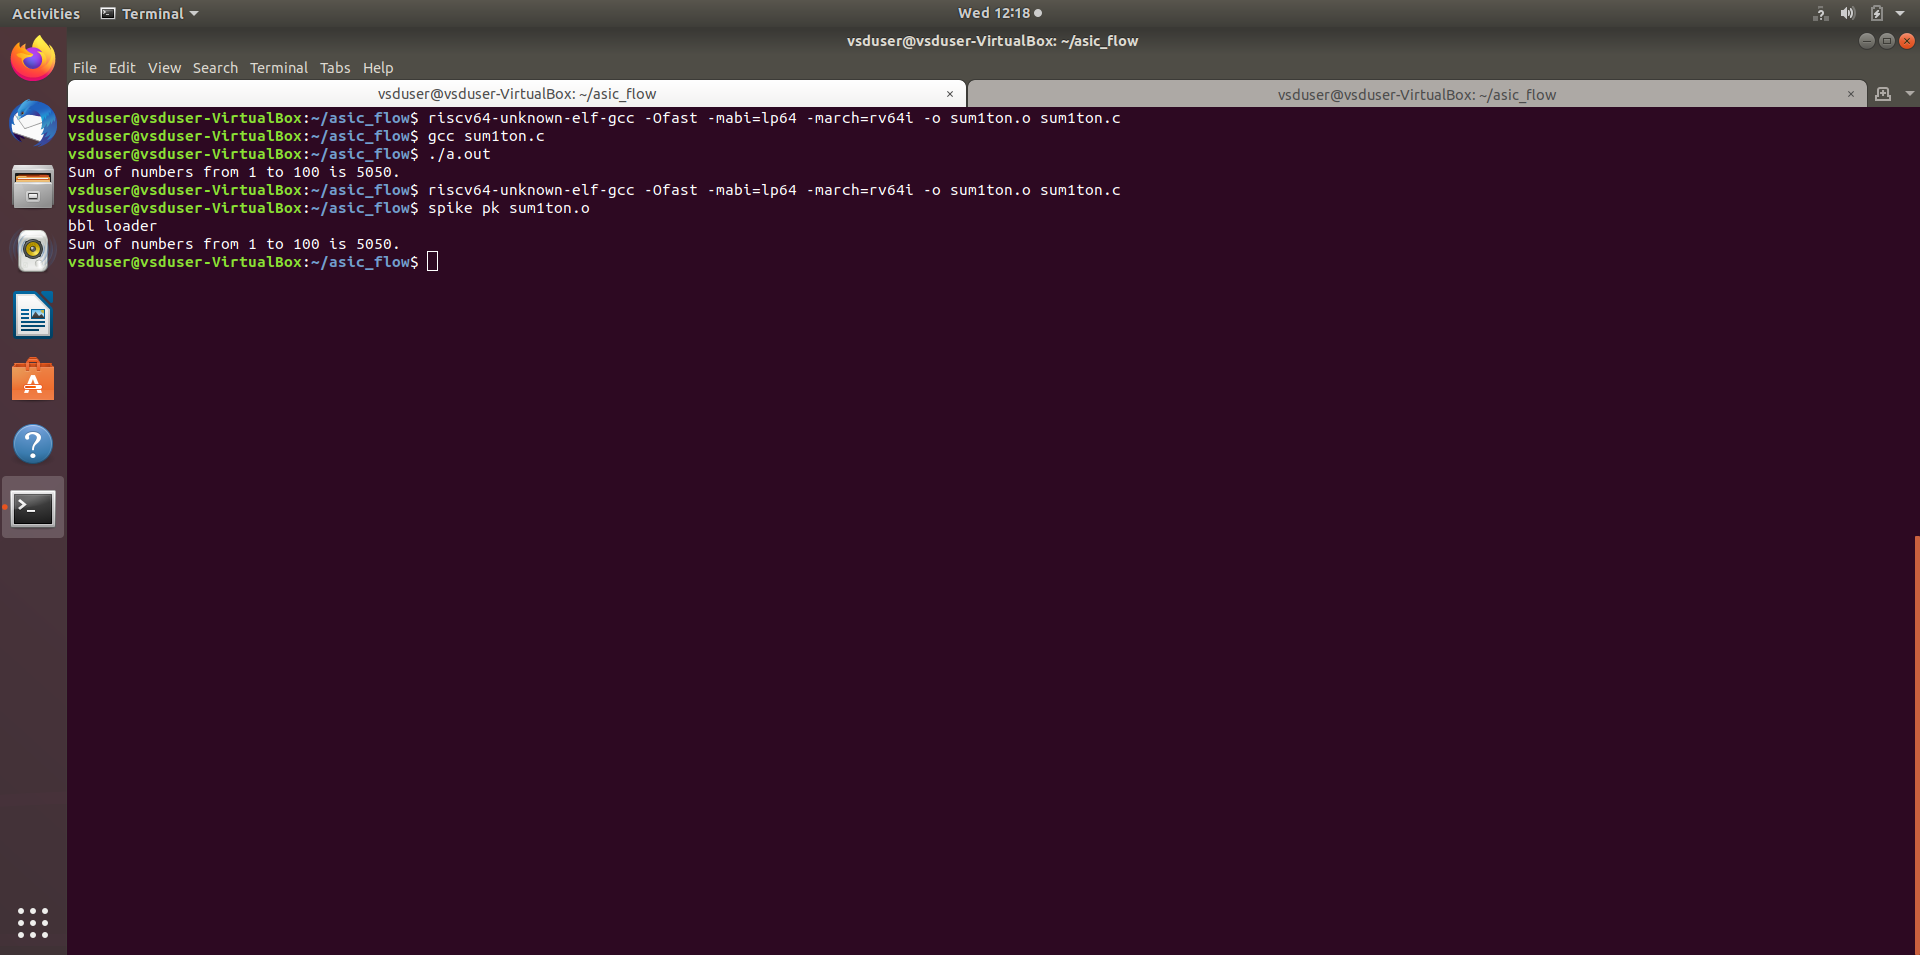 Activities Terminal Wed 12:18
vsduser@vsduser-VirtualBox: ~/asic_flow
File Edit View Search Terminal Tabs Help
vsduser@vsduser-VirtualBox: ~/asic_flow × vsduser@vsduser-VirtualBox: ~/asic_flow ×
vsduser@vsduser-VirtualBox:~/asic_flow$ riscv64-unknown-elf-gcc -Ofast -mabi=lp64 -march=rv64i -o sum1ton.o sum1ton.c
vsduser@vsduser-VirtualBox:~/asic_flow$ gcc sum1ton.c
vsduser@vsduser-VirtualBox:~/asic_flow$ ./a.out
Sum of numbers from 1 to 100 is 5050.
vsduser@vsduser-VirtualBox:~/asic_flow$ riscv64-unknown-elf-gcc -Ofast -mabi=lp64 -march=rv64i -o sum1ton.o sum1ton.c
vsduser@vsduser-VirtualBox:~/asic_flow$ spike pk sum1ton.o
bbl loader
Sum of numbers from 1 to 100 is 5050.
vsduser@vsduser-VirtualBox:~/asic_flow$